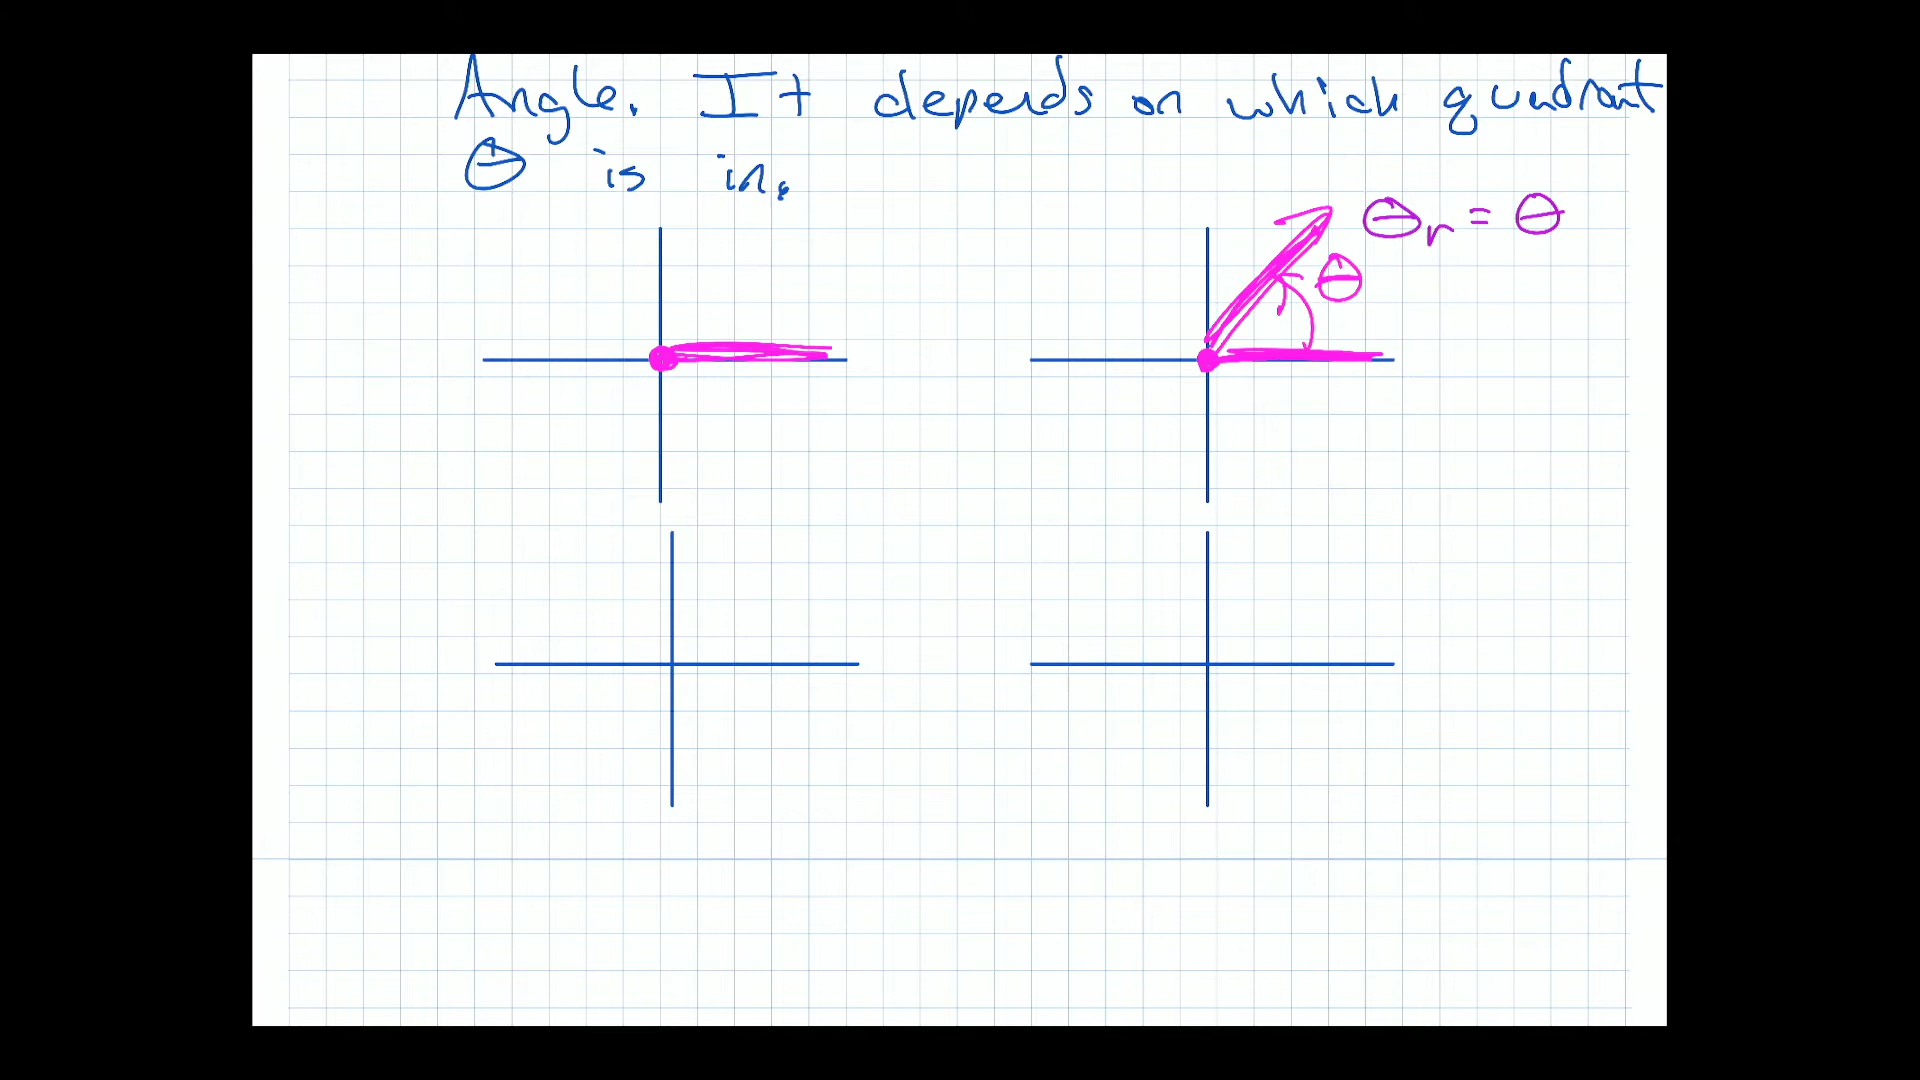 Angle. It depends on which quadrant
θ is in.
θr = θ
θ